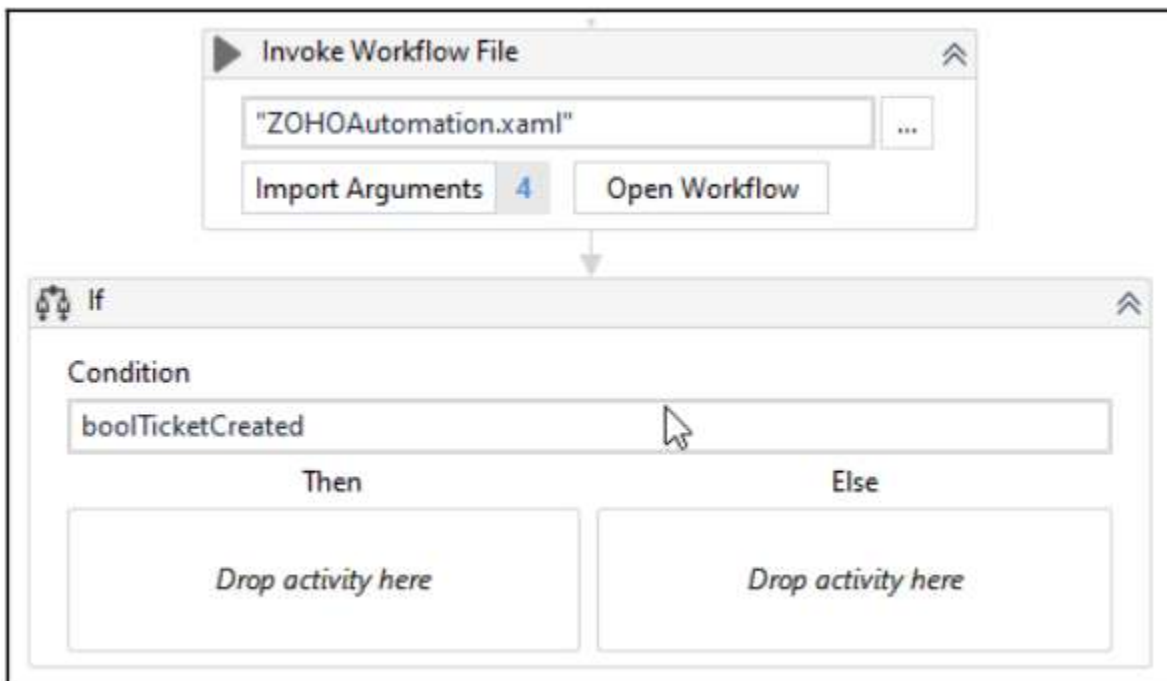 Invoke Workflow File
"ZOHOAutomation.xaml"
...
Import Arguments 4 Open Workflow
If
Condition
boolTicketCreated
Then Else
Drop activity here Drop activity here